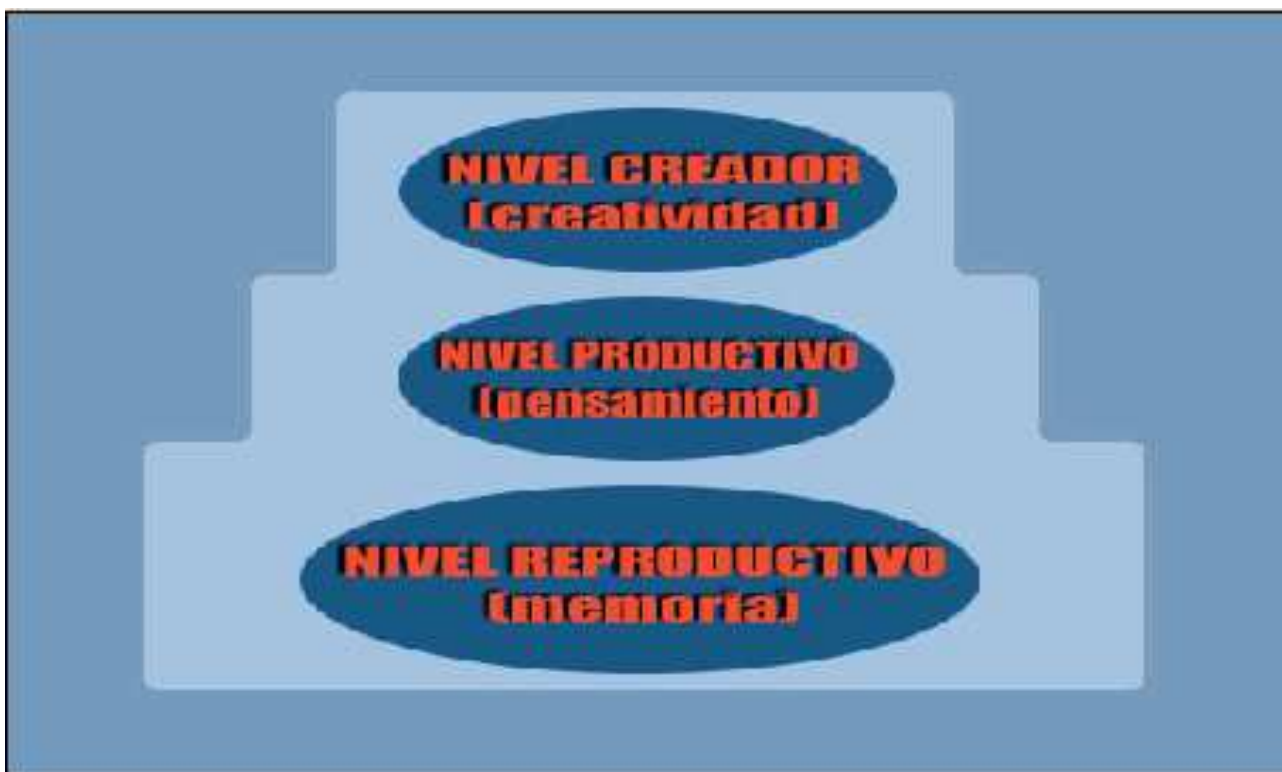 NIVEL CREADOR
(creatividad)
NIVEL PRODUCTIVO
(pensamiento)
NIVEL REPRODUCTIVO
(memoria)